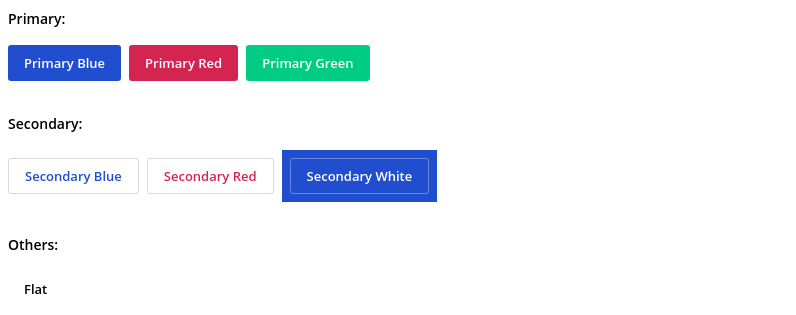 Primary:
Primary Blue Primary Red Primary Green
Secondary:
Secondary Blue Secondary Red Secondary White
Others:
Flat